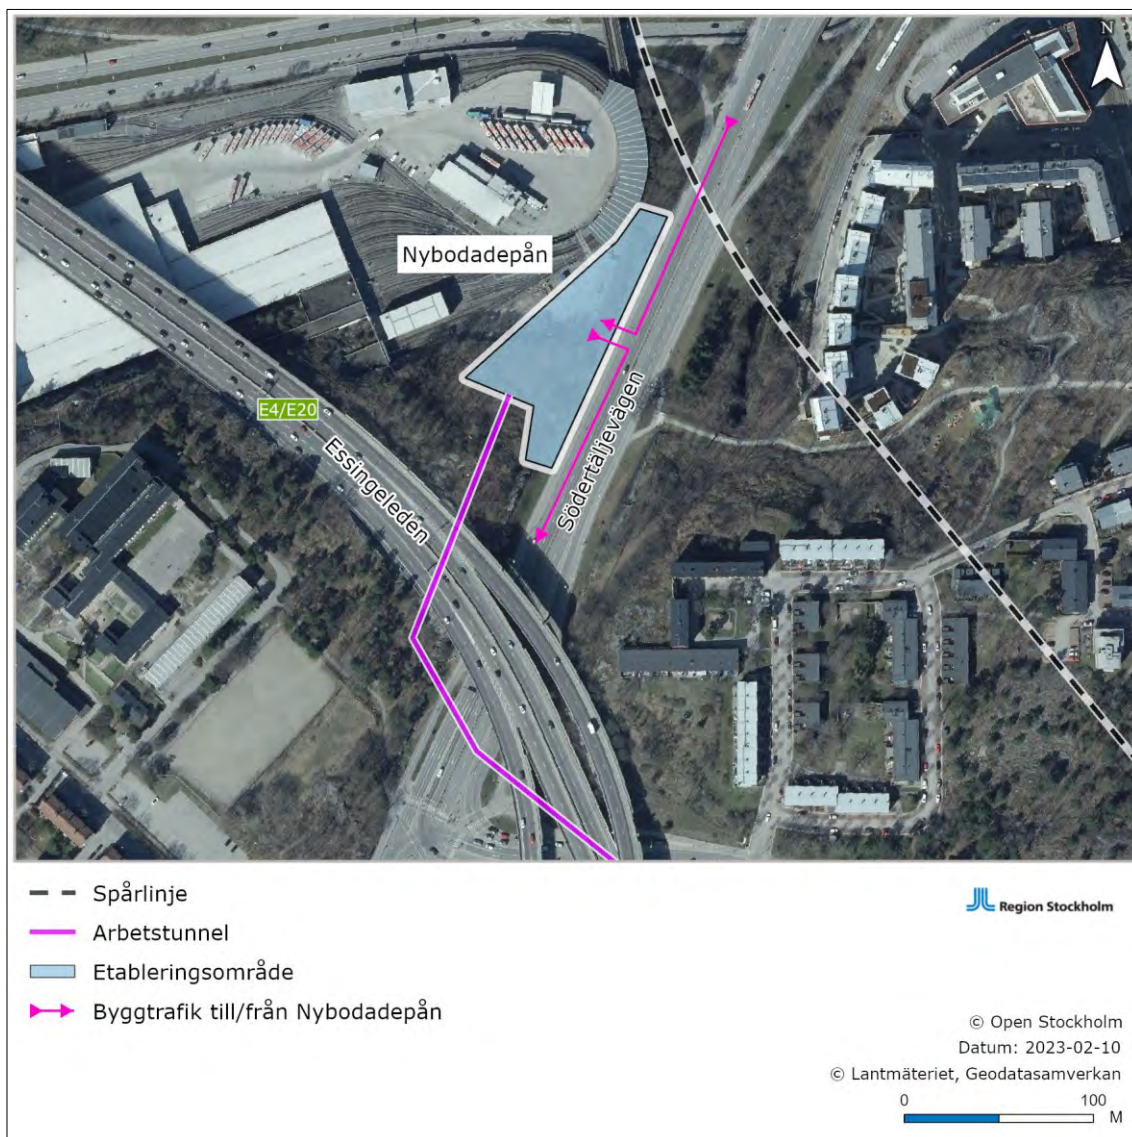 N
Nybodadepån
E4/E20
Essingeleden
Södertäljevägen
Spårlinje
Arbetstunnel
Etableringsområde
Byggtrafik till/från Nybodadepån
Region Stockholm
© Open Stockholm
Datum: 2023-02-10
© Lantmäteriet, Geodatasamverkan
0 100
M